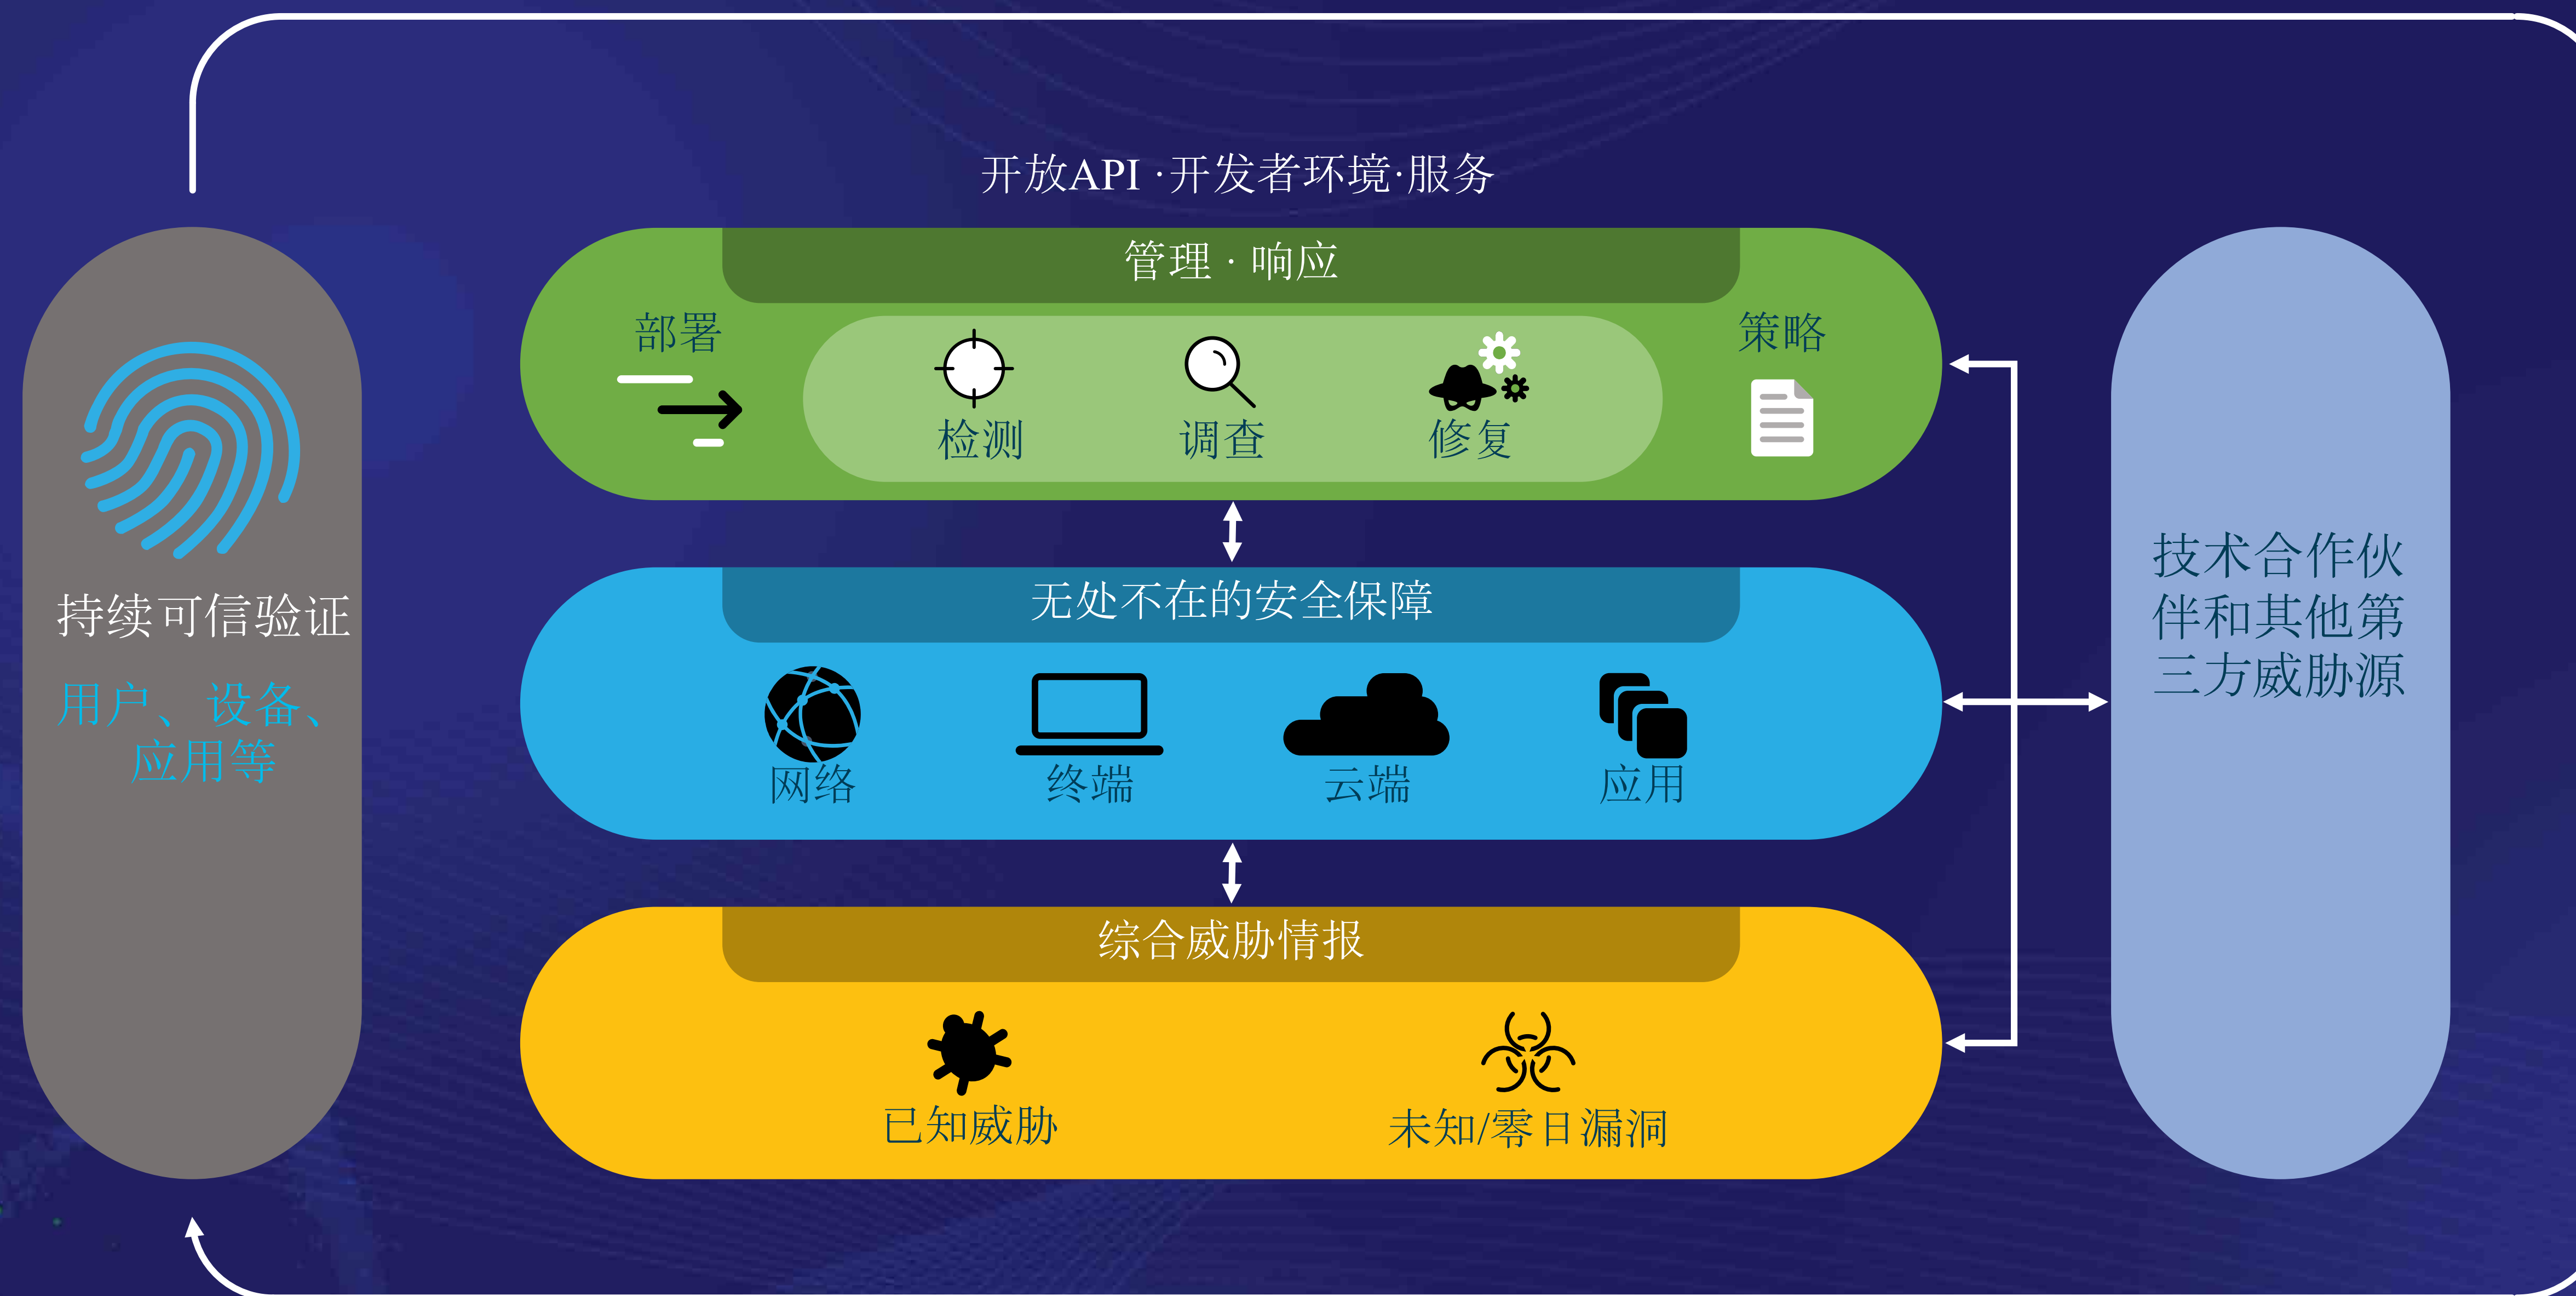 开放API ·开发者环境·服务
管理 · 响应
部署
策略
检测
调查
修复
持续可信验证
用户、设备、
应用等
无处不在的安全保障
网络
终端
云端
应用
技术合作伙
伴和其他第
三方威胁源
综合威胁情报
已知威胁
未知/零日漏洞